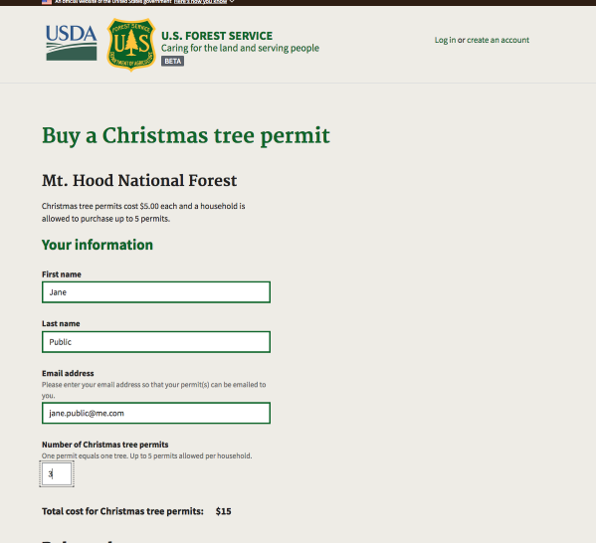 An official website of the United States government Here's how you know
USDA
FOREST SERVICE
U S
DEPARTMENT OF AGRICULTURE
U.S. FOREST SERVICE
Caring for the land and serving people
BETA
Log in or create an account
Buy a Christmas tree permit
Mt. Hood National Forest
Christmas tree permits cost $5.00 each and a household is
allowed to purchase up to 5 permits.
Your information
First name
Jane
Last name
Public
Email address
Please enter your email address so that your permit(s) can be emailed to
you.
jane.public@me.com
Number of Christmas tree permits
One permit equals one tree. Up to 5 permits allowed per household.
3
Total cost for Christmas tree permits: $15